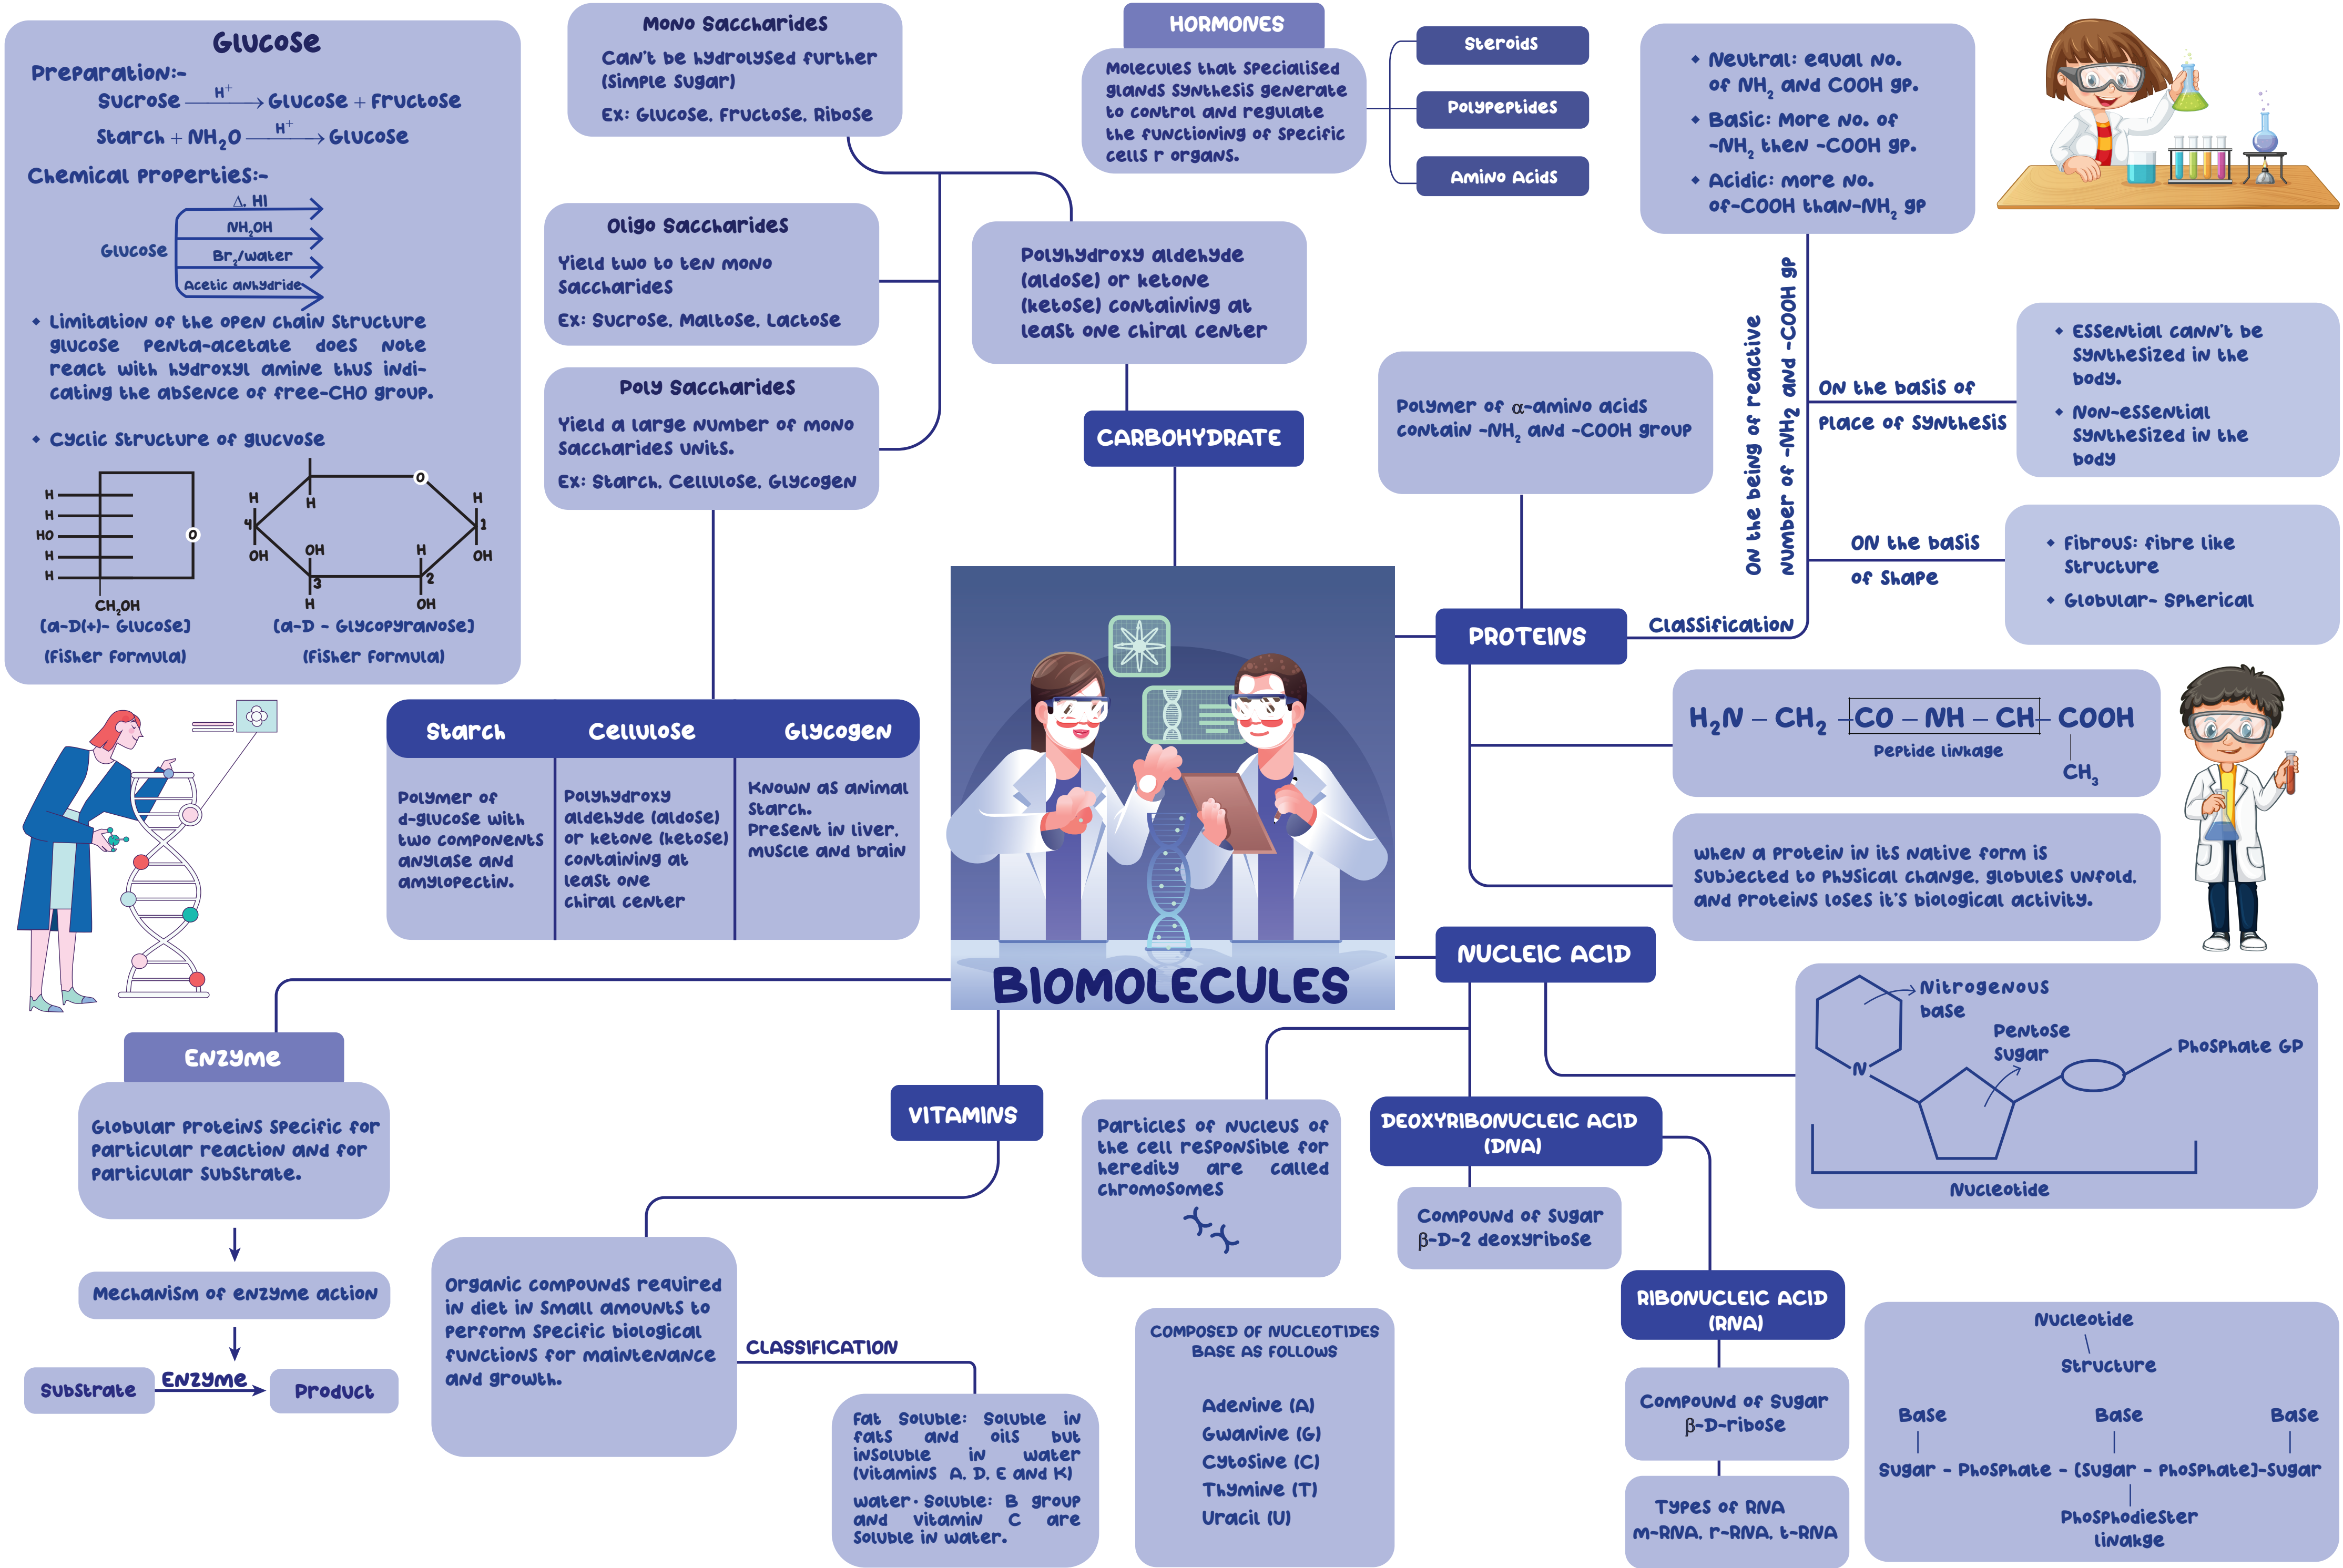 Glucose
Preparation:-
Sucrose H+ → Glucose + Fructose
Starch + NH2O H+ → Glucose
Chemical properties:-
Glucose
Δ, HI
NH2OH
Br2/water
Acetic anhydride
Limitation of the open chain structure
glucose penta-acetate does note
react with hydroxyl amine thus indi-
cating the absence of free-CHO group.
Cyclic structure of glucvose
H
H
HO
H
H
O
CH2OH
[a-D(+)- Glucose]
(Fisher Formula)
O
H
H
H
4
1
OH
OH
H
OH
3
2
H
OH
[a-D - Glycopyranose]
(Fisher Formula)
Mono Saccharides
Can't be hydrolysed further
(Simple Sugar)
Ex: Glucose, Fructose, Ribose
Oligo Saccharides
Yield two to ten mono
Saccharides
Ex: Sucrose, Maltose, Lactose
Poly Saccharides
Yield a large number of mono
Saccharides units.
Ex: Starch, Cellulose, Glycogen
Polyhydroxy aldehyde
(aldose) or ketone
(ketose) containing at
least one chiral center
CARBOHYDRATE
HORMONES
Molecules that specialised
glands synthesis generate
to control and regulate
the functioning of specific
cells r organs.
Steroids
Polypeptides
Amino Acids
Neutral: equal no.
of NH2 and COOH gp.
Basic: More no. of
-NH2 then -COOH gp.
Acidic: more no.
of-COOH than-NH2 gp
On the being of reactive
number of -NH2 and -COOH gp
On the basis of
Place of synthesis
Essential cann't be
synthesized in the
body.
Non-essential
synthesized in the
body
On the basis
of shape
Fibrous: fibre like
structure
Globular- Spherical
Polymer of α-amino acids
contain -NH2 and -COOH group
PROTEINS
Classification
H2N – CH2 – CO – NH – CH – COOH
Peptide linkage
CH3
When a protein in its native form is
subjected to physical change, globules unfold,
and proteins loses it's biological activity.
Starch
Cellulose
Glycogen
Polymer of
d-glucose with
two components
anylase and
amylopectin.
Polyhydroxy
aldehyde (aldose)
or ketone (ketose)
containing at
least one
chiral center
Known as animal
starch.
Present in liver,
muscle and brain
BIOMOLECULES
NUCLEIC ACID
Nitrogenous
base
Pentose
sugar
Phosphate GP
N
Nucleotide
Enzyme
Globular proteins specific for
particular reaction and for
particular substrate.
Mechanism of enzyme action
Substrate
Enzyme
Product
VITAMINS
Organic compounds required
in diet in small amounts to
perform specific biological
functions for maintenance
and growth.
CLASSIFICATION
Fat Soluble: Soluble in
fats and oils but
insoluble in water
(vitamins A, D, E and K)
Water·Soluble: B group
and vitamin C are
soluble in water.
Particles of nucleus of
the cell responsible for
heredity are called
chromosomes
DEOXYRIBONUCLEIC ACID
(DNA)
Compound of Sugar
β-D-2 deoxyribose
COMPOSED OF NUCLEOTIDES
BASE AS FOLLOWS
Adenine (A)
Gwanine (G)
Cytosine (C)
Thymine (T)
Uracil (U)
RIBONUCLEIC ACID
(RNA)
Compound of Sugar
β-D-ribose
Types of RNA
m-RNA, r-RNA, t-RNA
Nucleotide
Structure
Base
Base
Base
Sugar - Phosphate - [Sugar - Phosphate]-Sugar
Phosphodiester
linakge